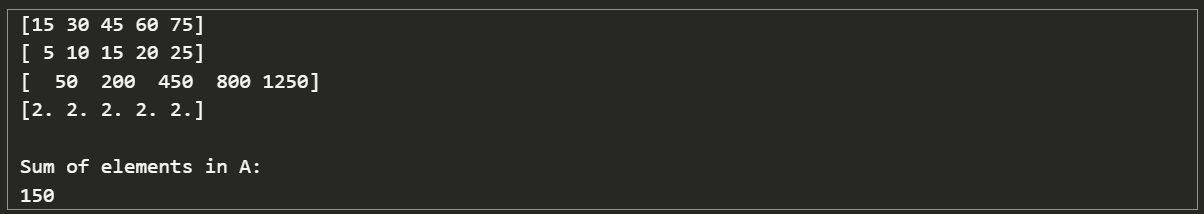 [15 30 45 60 75]
[ 5 10 15 20 25]
[  50  200  450  800 1250]
[2. 2. 2. 2. 2.]

Sum of elements in A:
150